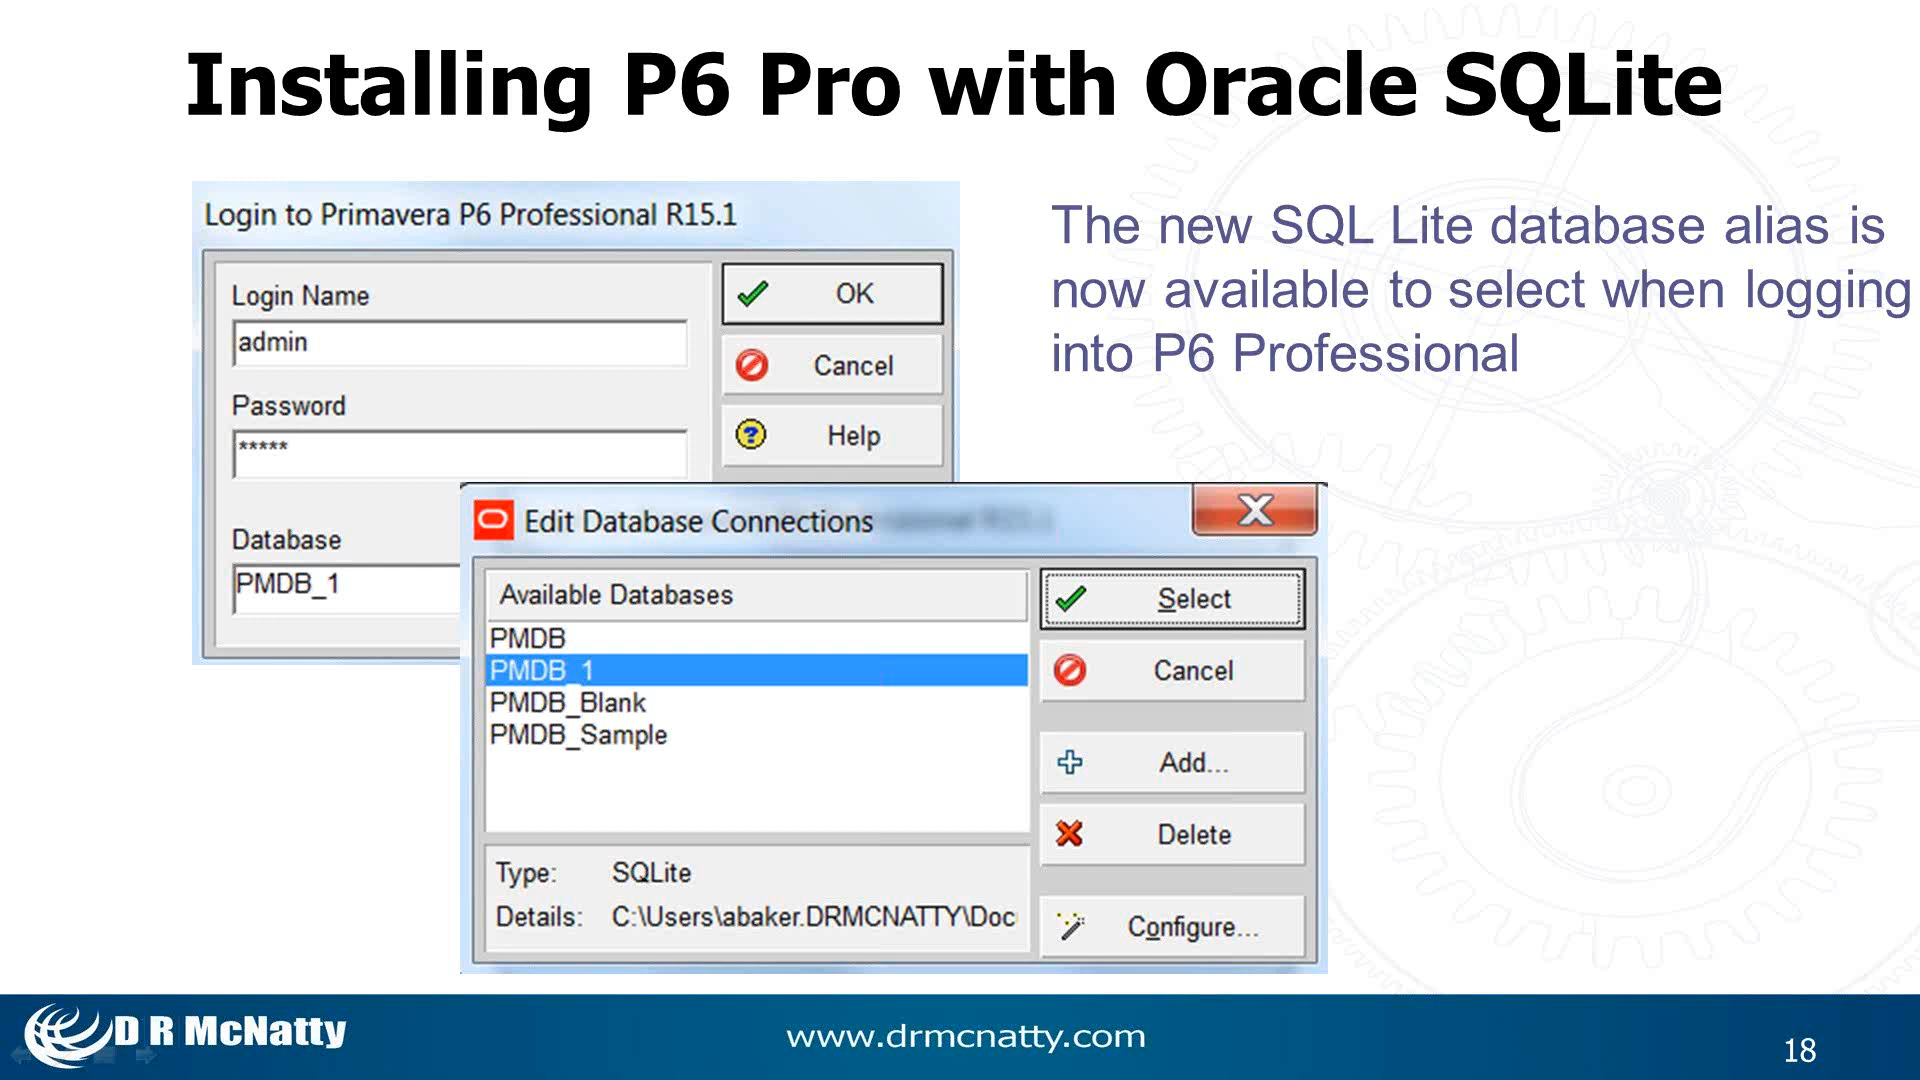 Installing P6 Pro with Oracle SQLite
Login to Primavera P6 Professional R15.1
Login Name
admin
Password
*****
Database
PMDB_1
OK
Cancel
Help
The new SQL Lite database alias is
now available to select when logging
into P6 Professional
Edit Database Connections
Available Databases
PMDB
PMDB_1
PMDB_Blank
PMDB_Sample
Type: SQLite
Details: C:\Users\abaker.DRMCNATTY\Doc
Select
Cancel
Add...
Delete
Configure...
D R McNatty
www.drmcnatty.com
18